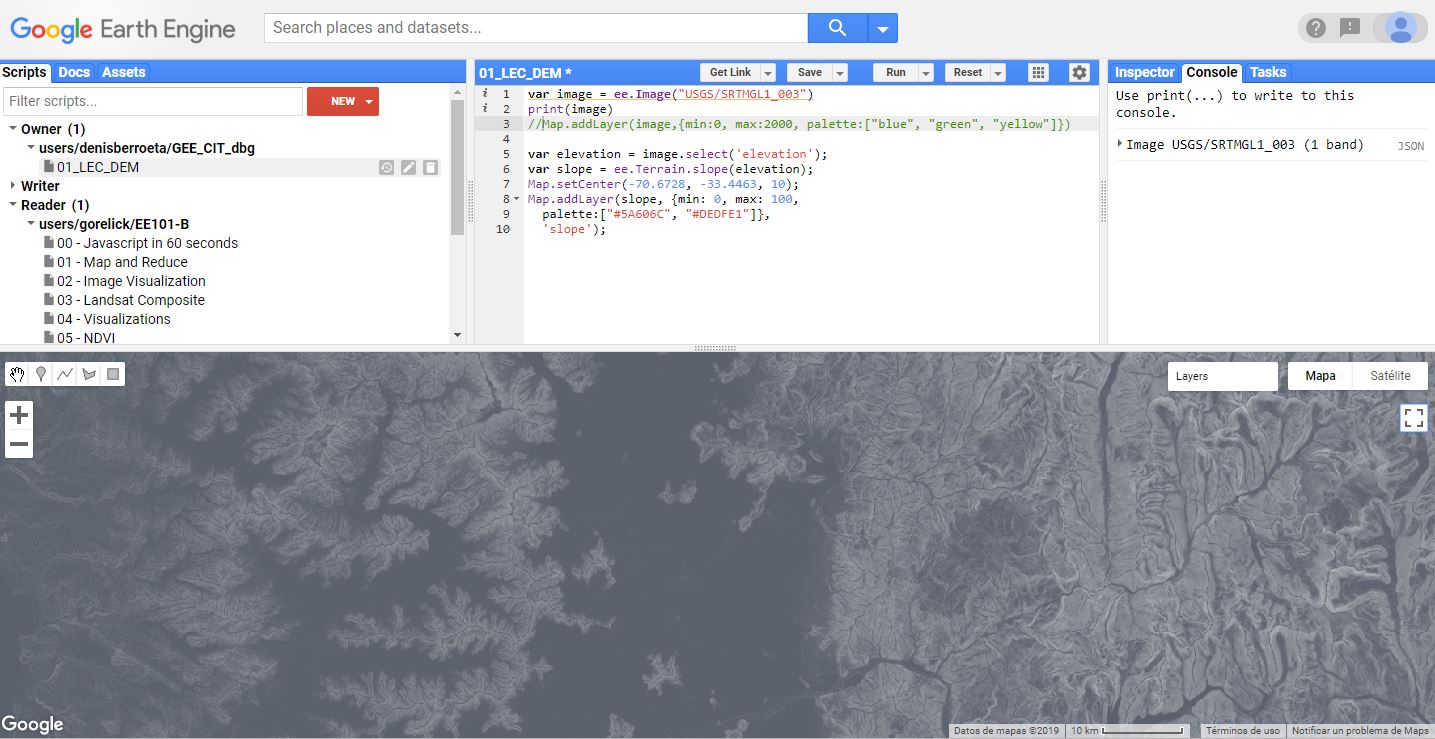 Google Earth Engine
Search places and datasets...
Scripts Docs Assets
Filter scripts...
NEW
Owner (1)
users/denisberroeta/GEE_CIT_dbg
01_LEC_DEM
Writer
Reader (1)
users/gorelick/EE101-B
00 - Javascript in 60 seconds
01 - Map and Reduce
02 - Image Visualization
03 - Landsat Composite
04 - Visualizations
05 - NDVI
01_LEC_DEM *
Get Link Save Run Reset
i 1 var image = ee.Image("USGS/SRTMGL1_003")
i 2 print(image)
3 //Map.addLayer(image,{min:0, max:2000, palette:["blue", "green", "yellow"]})
4
5 var elevation = image.select('elevation');
6 var slope = ee.Terrain.slope(elevation);
7 Map.setCenter(-70.6728, -33.4463, 10);
8 Map.addLayer(slope, {min: 0, max: 100,
9 palette:["#5A606C", "#DEDFE1"]},
10 'slope');
Inspector Console Tasks
Use print(...) to write to this
console.
Image USGS/SRTMGL1_003 (1 band) JSON
Layers
Mapa Satélite
Google
Datos de mapas ©2019 10 km Términos de uso Notificar un problema de Maps